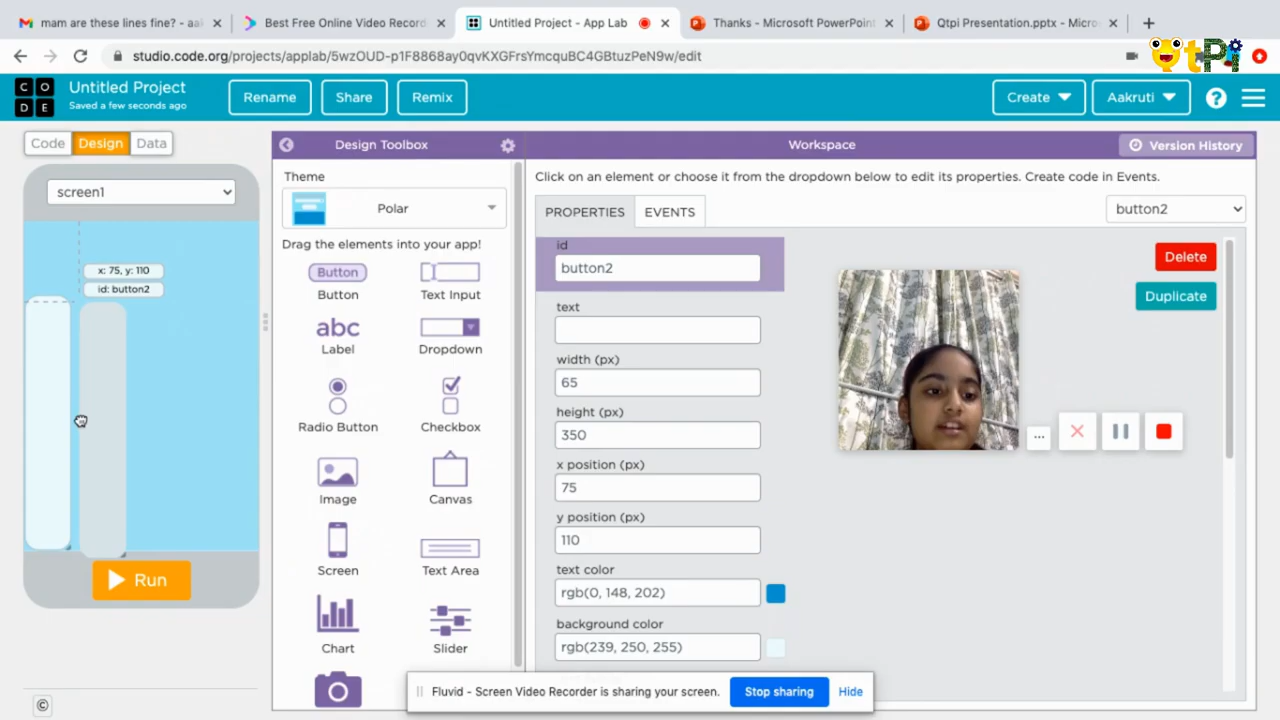 mam are these lines fine? - aal
Best Free Online Video Record
Untitled Project - App Lab
Thanks - Microsoft PowerPoint
Qtpi Presentation.pptx - Micro
studio.code.org/projects/applab/5wzOUD-p1F8868ay0qvKXGFrsYmcquBC4GBtuzPeN9w/edit
QtPi
CODE
Untitled Project
Saved a few seconds ago
Rename
Share
Remix
Create
Aakruti
?
Code
Design
Data
Design Toolbox
Workspace
Version History
screen1
x: 75, y: 110
id: button2
Run
Theme
Polar
Drag the elements into your app!
Button
Button
Text Input
abc
Label
Dropdown
Radio Button
Checkbox
Image
Canvas
Screen
Text Area
Chart
Slider
Click on an element or choose it from the dropdown below to edit its properties. Create code in Events.
PROPERTIES
EVENTS
button2
id
button2
Delete
Duplicate
text
width (px)
65
height (px)
350
x position (px)
75
y position (px)
110
text color
rgb(0, 148, 202)
background color
rgb(239, 250, 255)
...
Fluvid - Screen Video Recorder is sharing your screen.
Stop sharing
Hide
©